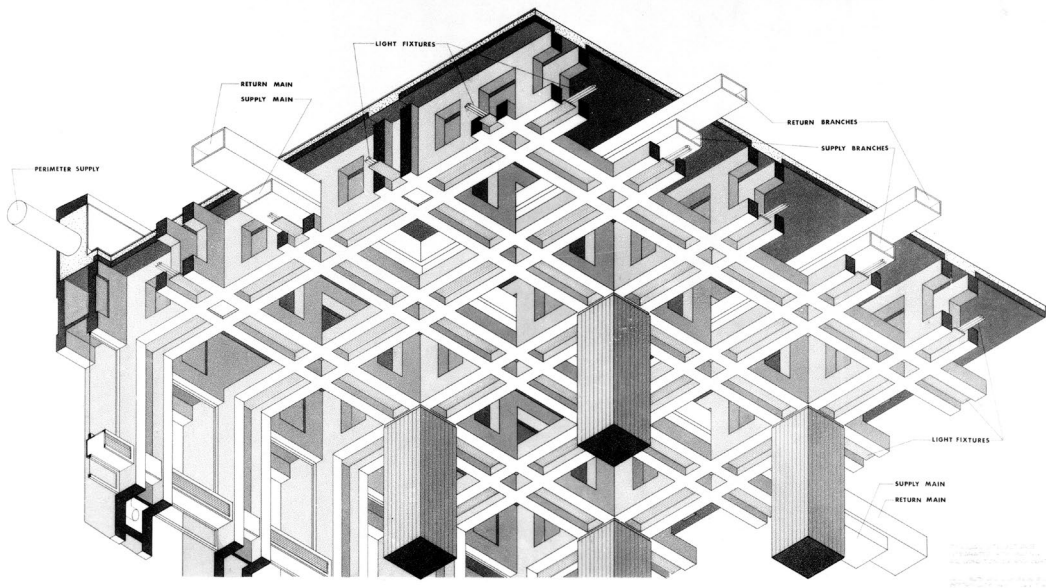 LIGHT FIXTURES
RETURN MAIN
SUPPLY MAIN
RETURN BRANCHES
SUPPLY BRANCHES
PERIMETER SUPPLY
LIGHT FIXTURES
SUPPLY MAIN
RETURN MAIN